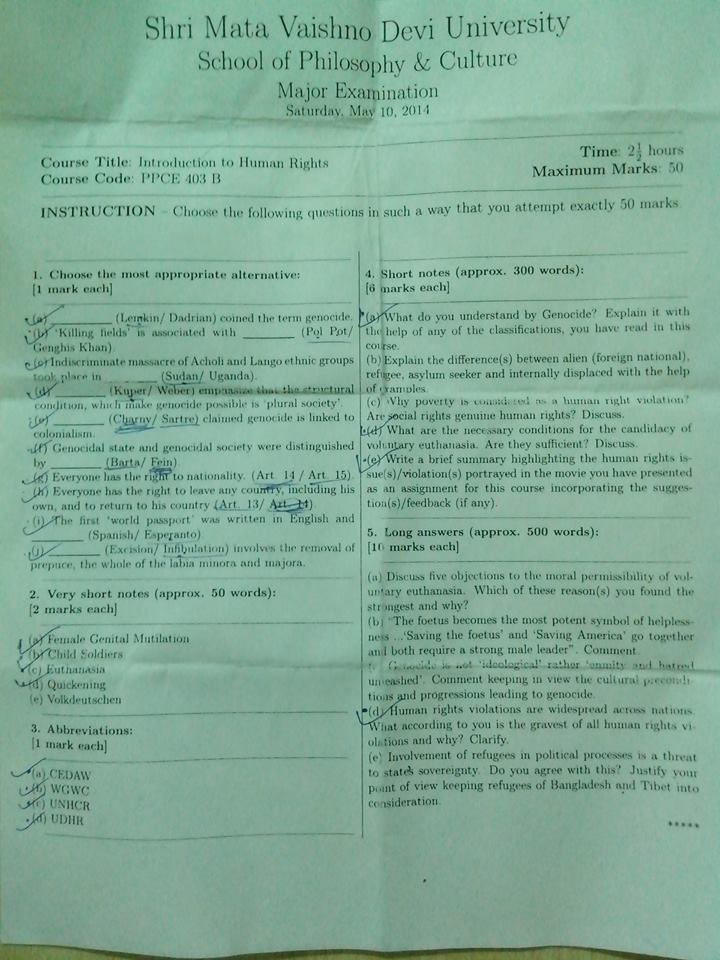 Shri Mata Vaishno Devi University
School of Philosophy & Culture
Major Examination
Saturday, May 10, 2014
Course Title: Introduction to Human Rights
Course Code: PPCE 403 B
Time: 2½ hours
Maximum Marks: 50
INSTRUCTION – Choose the following questions in such a way that you attempt exactly 50 marks
1. Choose the most appropriate alternative:
[1 mark each]
(a) ________ (Lemkin/ Dadrian) coined the term genocide.
(b) 'Killing fields' is associated with ________ (Pol Pot/
Genghis Khan).
(c) Indiscriminate massacre of Acholi and Lango ethnic groups
took place in ________ (Sudan/ Uganda).
(d) ________ (Kuper/ Weber) emphasize that the structural
condition, which make genocide possible is 'plural society'.
(e) ________ (Charny/ Sartre) claimed genocide is linked to
colonialism.
(f) Genocidal state and genocidal society were distinguished
by ________ (Barta/ Fein).
(g) Everyone has the right to nationality. (Art. 14 / Art. 15).
(h) Everyone has the right to leave any country, including his
own, and to return to his country (Art. 13/ Art. 14)
(i) The first 'world passport' was written in English and
________ (Spanish/ Esperanto).
(j) ________ (Excision/ Infibulation) involves the removal of
prepuce, the whole of the labia minora and majora.
2. Very short notes (approx. 50 words):
[2 marks each]
(a) Female Genital Mutilation
(b) Child Soldiers
(c) Euthanasia
(d) Quickening
(e) Volkdeutschen
3. Abbreviations:
[1 mark each]
(a) CEDAW
(b) WGWC
(c) UNHCR
(d) UDHR
4. Short notes (approx. 300 words):
[6 marks each]
(a) What do you understand by Genocide? Explain it with
the help of any of the classifications, you have read in this
course.
(b) Explain the difference(s) between alien (foreign national),
refugee, asylum seeker and internally displaced with the help
of examples.
(c) Why poverty is considered as a human right violation?
Are social rights genuine human rights? Discuss.
(d) What are the necessary conditions for the candidacy of
voluntary euthanasia. Are they sufficient? Discuss.
(e) Write a brief summary highlighting the human rights is-
sue(s)/violation(s) portrayed in the movie you have presented
as an assignment for this course incorporating the sugges-
tion(s)/feedback (if any).
5. Long answers (approx. 500 words):
[10 marks each]
(a) Discuss five objections to the moral permissibility of vol-
untary euthanasia. Which of these reason(s) you found the
strongest and why?
(b) "The foetus becomes the most potent symbol of helpless-
ness ...'Saving the foetus' and 'Saving America' go together
and both require a strong male leader". Comment.
Genocide is not 'ideological' rather 'enmity and hatred
unleashed'. Comment keeping in view the cultural precondi-
tions and progressions leading to genocide.
(d) Human rights violations are widespread across nations.
What according to you is the gravest of all human rights vi-
olations and why? Clarify.
(e) Involvement of refugees in political processes is a threat
to state's sovereignty. Do you agree with this? Justify your
point of view keeping refugees of Bangladesh and Tibet into
consideration.
*****